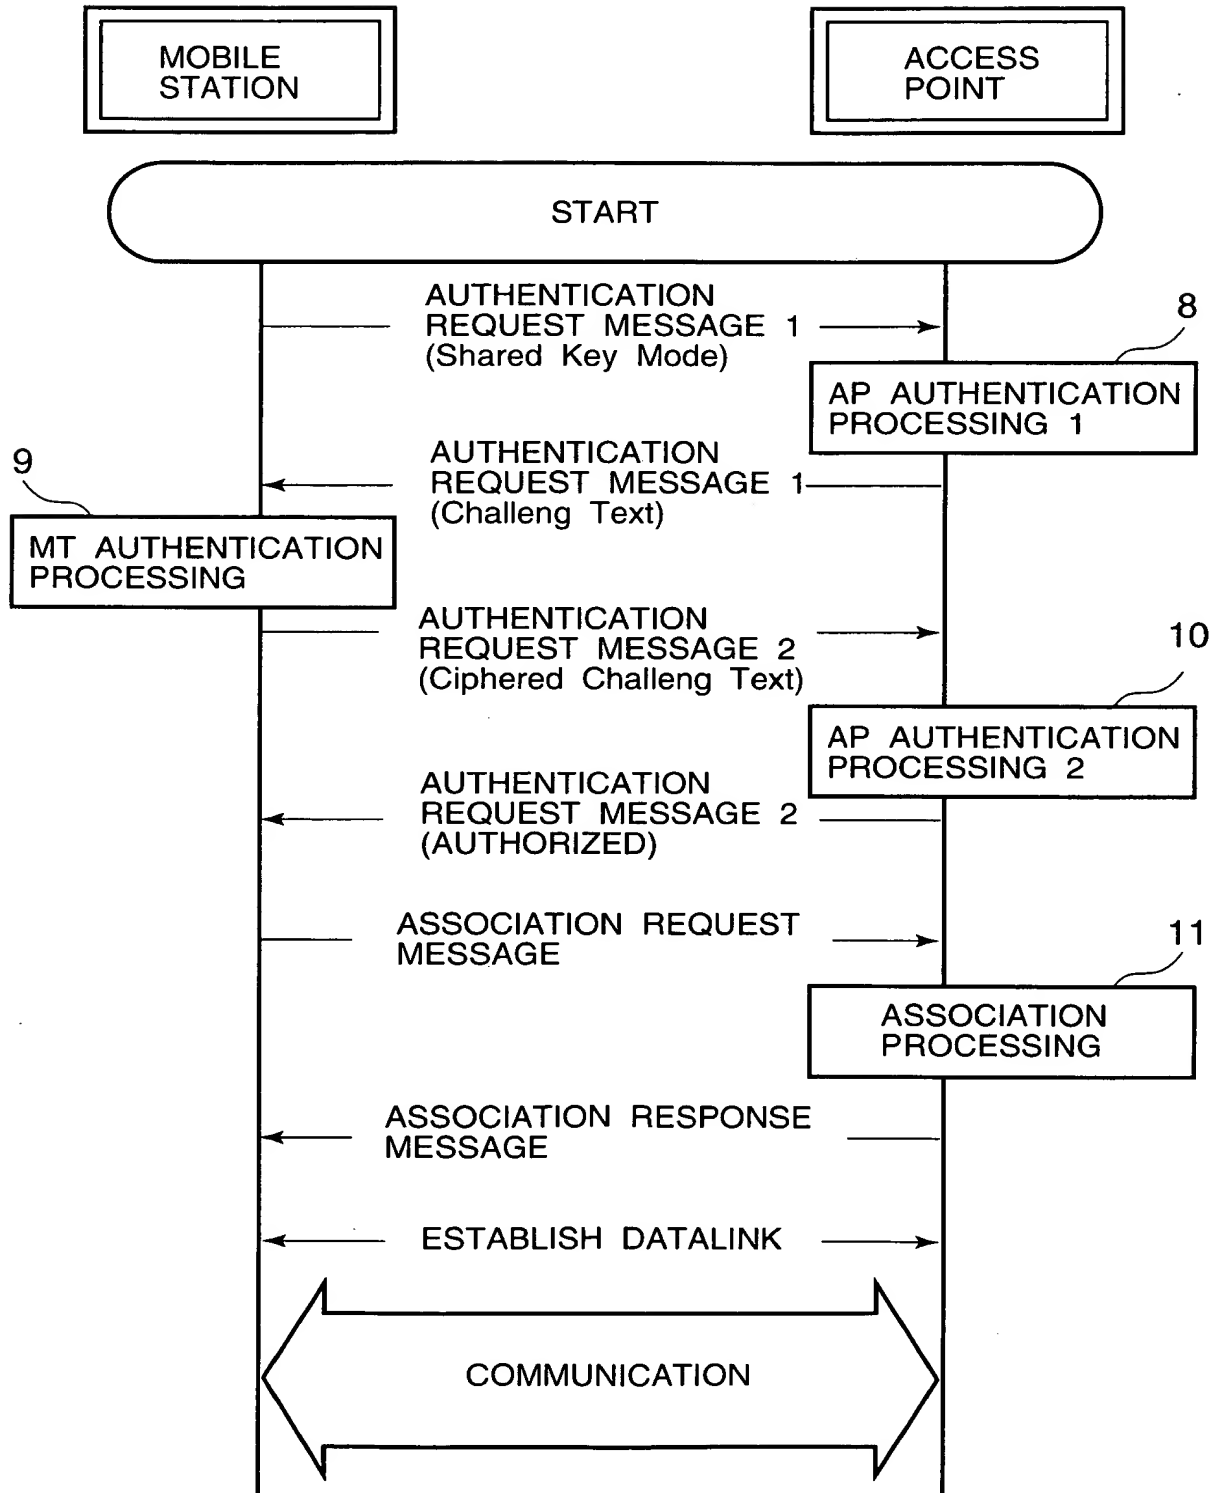 MOBILE
STATION
ACCESS
POINT
START
AUTHENTICATION
REQUEST MESSAGE 1
(Shared Key Mode)
8
AP AUTHENTICATION
PROCESSING 1
AUTHENTICATION
REQUEST MESSAGE 1
(Challeng Text)
9
MT AUTHENTICATION
PROCESSING
AUTHENTICATION
REQUEST MESSAGE 2
(Ciphered Challeng Text)
10
AP AUTHENTICATION
PROCESSING 2
AUTHENTICATION
REQUEST MESSAGE 2
(AUTHORIZED)
ASSOCIATION REQUEST
MESSAGE
11
ASSOCIATION
PROCESSING
ASSOCIATION RESPONSE
MESSAGE
ESTABLISH DATALINK
COMMUNICATION